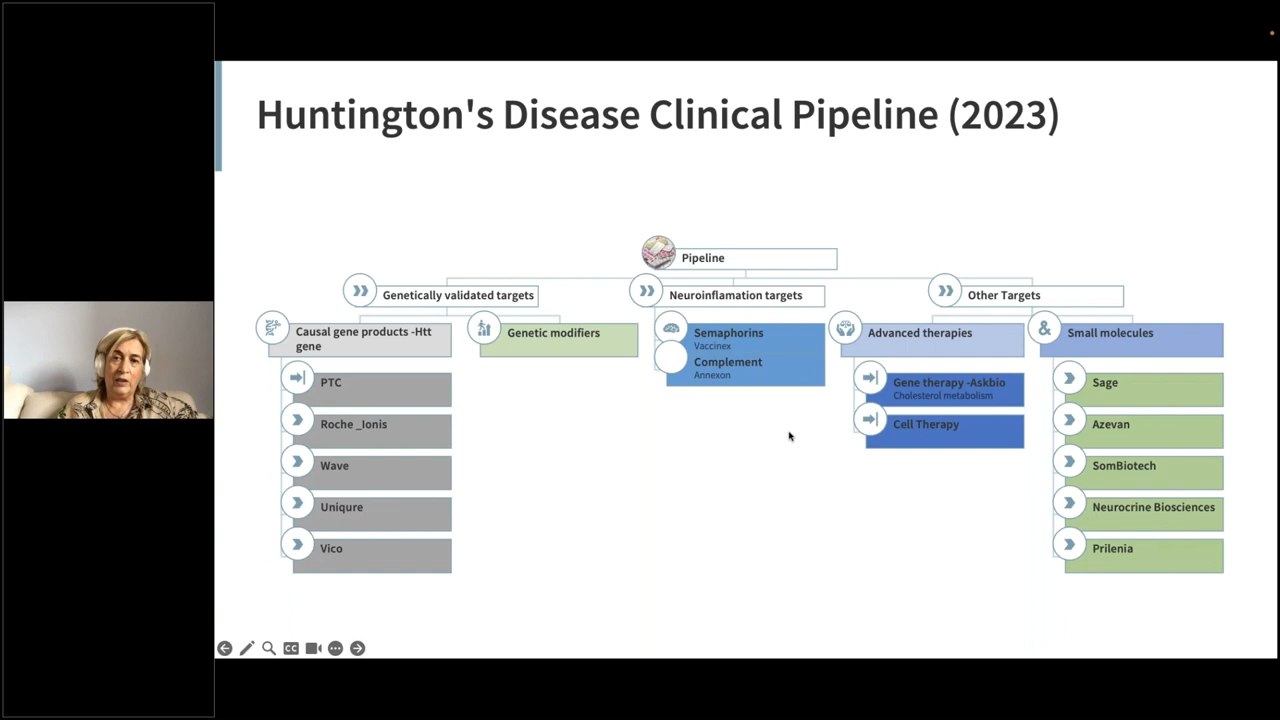 Huntington's Disease Clinical Pipeline (2023)
Pipeline
Genetically validated targets
Neuroinflamation targets
Other Targets
Causal gene products -Htt
gene
Genetic modifiers
Semaphorins
Vaccinex
Complement
Annexon
Advanced therapies
&
Small molecules
PTC
Roche _Ionis
Wave
Uniqure
Vico
Gene therapy -Askbio
Cholesterol metabolism
Cell Therapy
Sage
Azevan
SomBiotech
Neurocrine Biosciences
Prilenia
CC